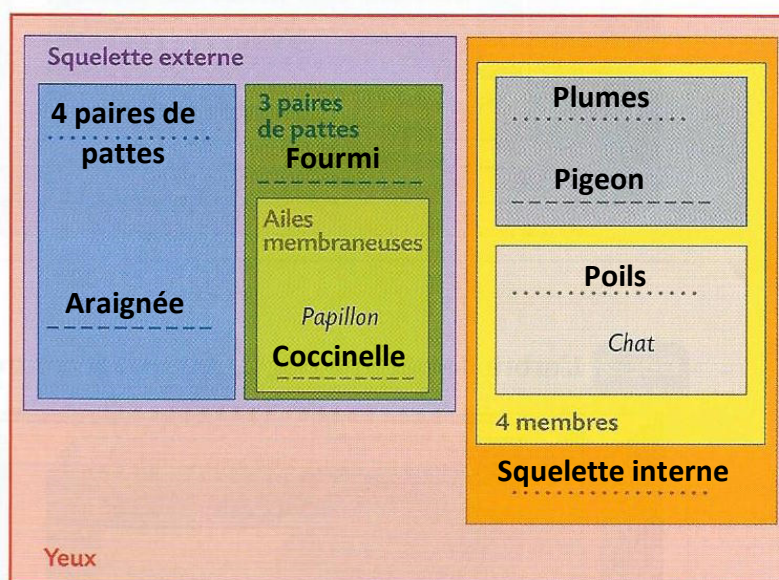 Squelette externe
4 paires de
pattes
Araignée
3 paires
de pattes
Fourmi
Ailes
membraneuses
Papillon
Coccinelle
Plumes
Pigeon
Poils
Chat
4 membres
Squelette interne
Yeux